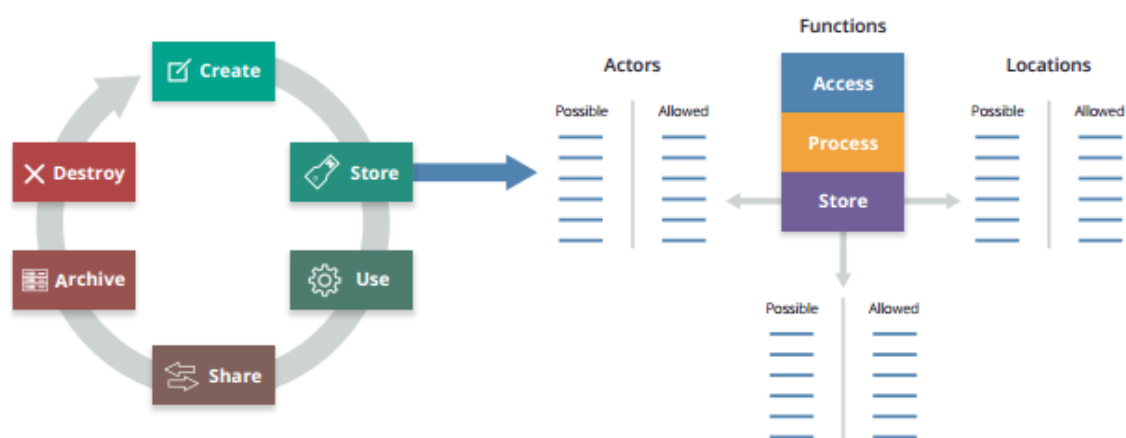 Functions
Actors
Locations
Create
Access
Possible Allowed
Possible Allowed
Process
Destroy
Store
Store
Archive
Use
Possible Allowed
Share